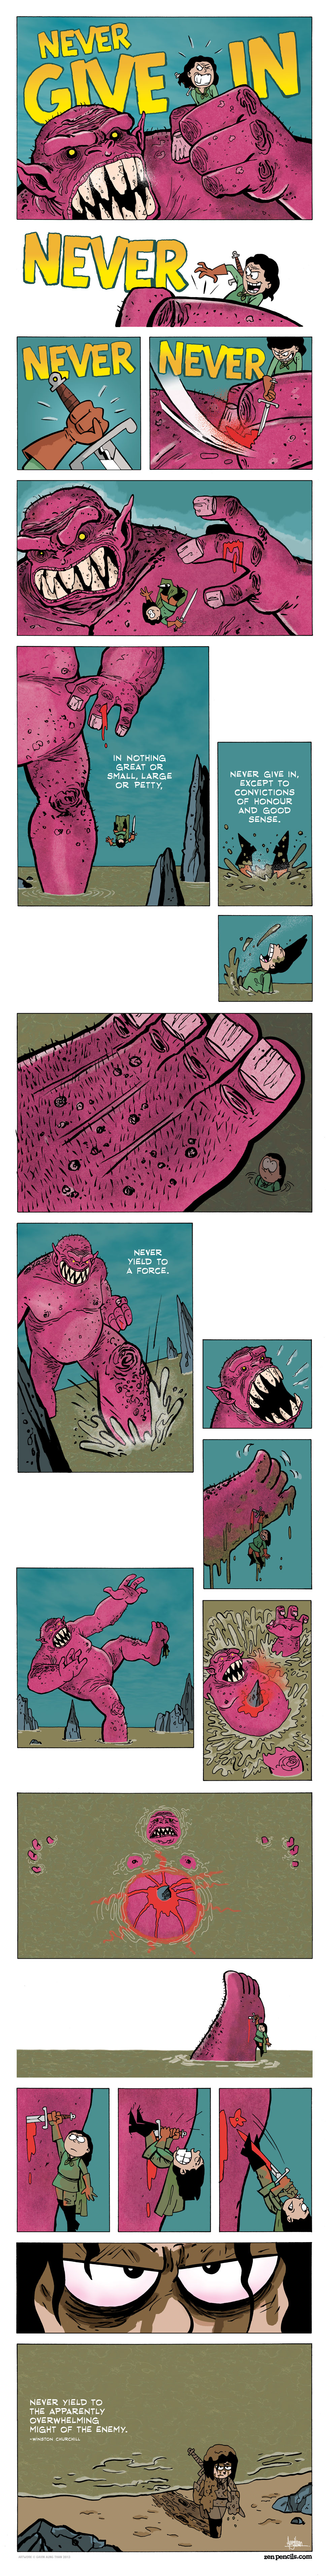 NEVER
GIVE IN
NEVER
NEVER
NEVER
IN NOTHING
GREAT OR
SMALL, LARGE
OR PETTY,
NEVER GIVE IN,
EXCEPT TO
CONVICTIONS
OF HONOUR
AND GOOD
SENSE.
NEVER
YIELD TO
A FORCE.
NEVER YIELD TO
THE APPARENTLY
OVERWHELMING
MIGHT OF THE ENEMY.
-WINSTON CHURCHILL
zenpencils.com